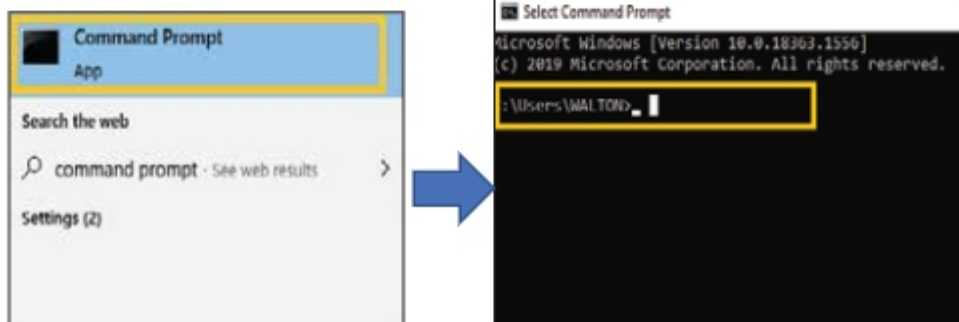 Command Prompt
App
Search the web
command prompt - See web results
Settings (2)
Select Command Prompt
Microsoft Windows [Version 10.0.18363.1556]
(c) 2019 Microsoft Corporation. All rights reserved.
:\Users\WALTON>_